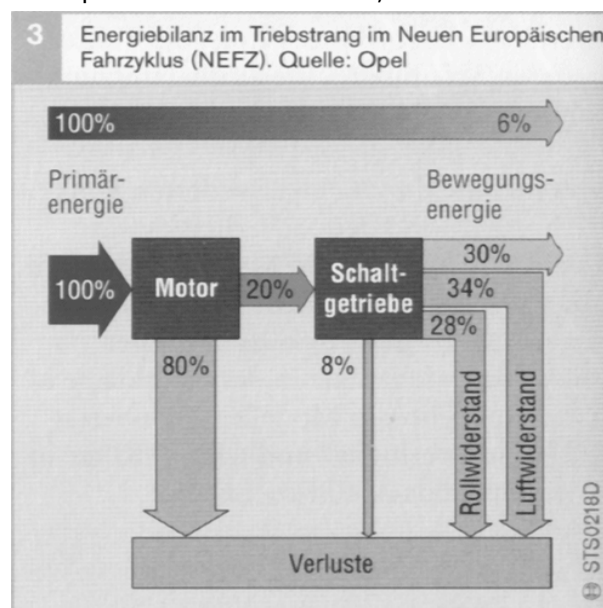 3
Energiebilanz im Triebstrang im Neuen Europäischen
Fahrzyklus (NEFZ). Quelle: Opel
100% 6%
Primär-
energie
Bewegungs-
energie
100% Motor 20% Schalt-
getriebe
30%
34%
28%
80% 8%
Rollwiderstand
Luftwiderstand
Verluste
STS0218D